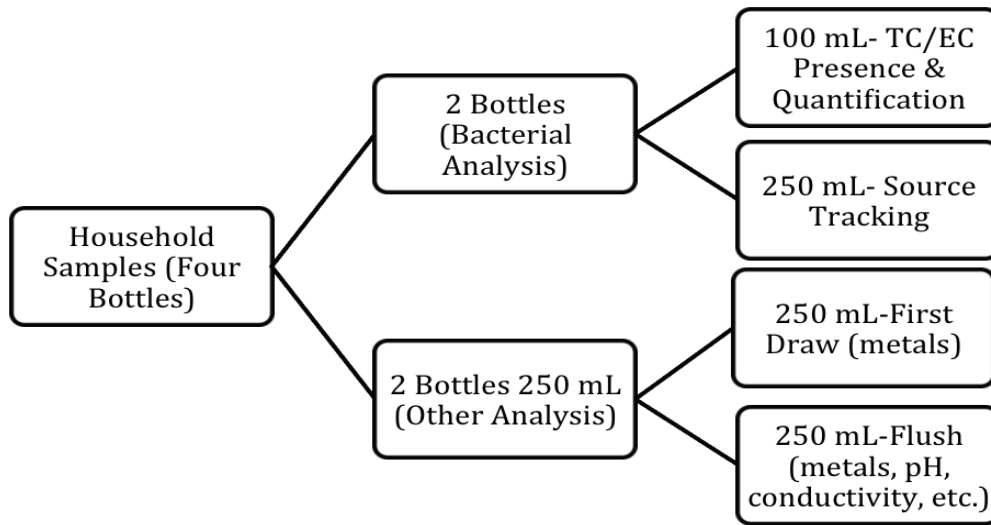 Household
Samples (Four
Bottles)
2 Bottles
(Bacterial
Analysis)
100 mL- TC/EC
Presence &
Quantification
250 mL- Source
Tracking
2 Bottles 250 mL
(Other Analysis)
250 mL-First
Draw (metals)
250 mL-Flush
(metals, pH,
conductivity, etc.)